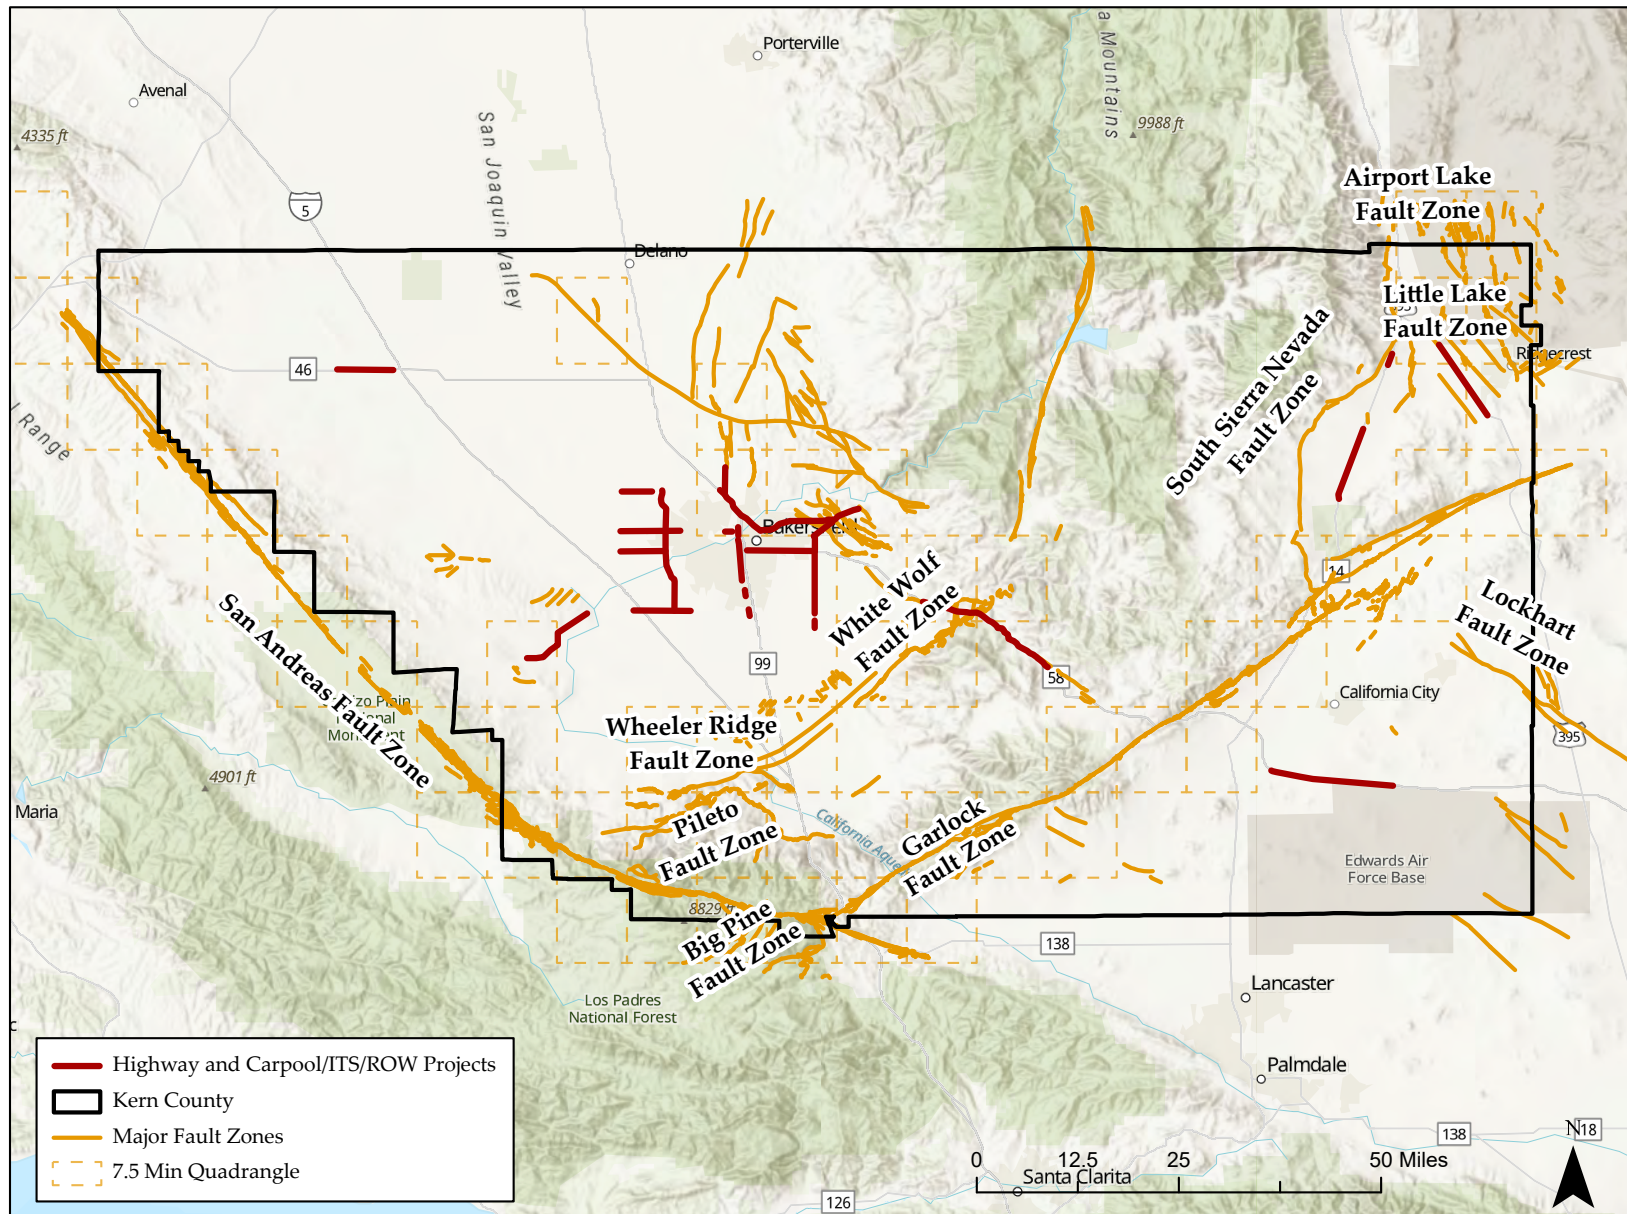 Porterville
Avenal
a Mountains
4335 ft
9988 ft
San Joaquin Valley
Airport Lake
Fault Zone
5
Delano
Little Lake
Fault Zone
Ridgecrest
46
South Sierra Nevada
Fault Zone
l Range
Bakersfield
White Wolf
Fault Zone
14
Lockhart
Fault Zone
San Andreas Fault Zone
99
58
California City
Wheeler Ridge
Fault Zone
395
4901 ft
Maria
Pileto
Fault Zone
California Aque
Garlock
Fault Zone
Edwards Air
Force Base
8829 ft
Big Pine
Fault Zone
138
Lancaster
Los Padres
National Forest
c
Palmdale
138
18
N
0 12.5 25 50 Miles
Santa Clarita
126
Highway and Carpool/ITS/ROW Projects
Kern County
Major Fault Zones
7.5 Min Quadrangle